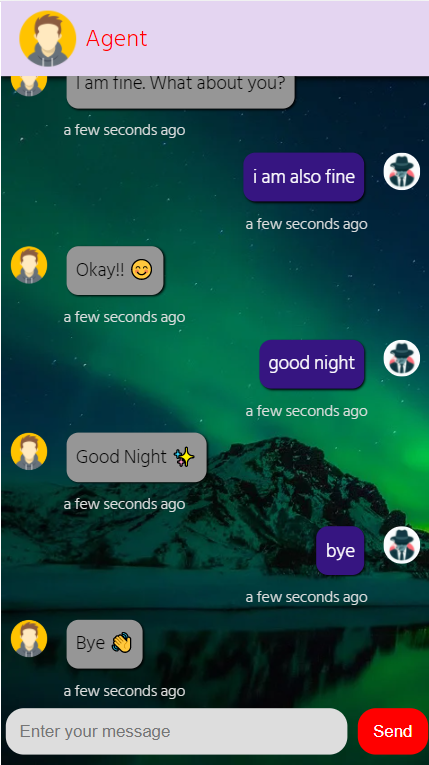 Agent
I am fine. What about you?
a few seconds ago
i am also fine
a few seconds ago
Okay!! 😊
a few seconds ago
good night
a few seconds ago
Good Night ✨
a few seconds ago
bye
a few seconds ago
Bye 👏
a few seconds ago
Enter your message
Send